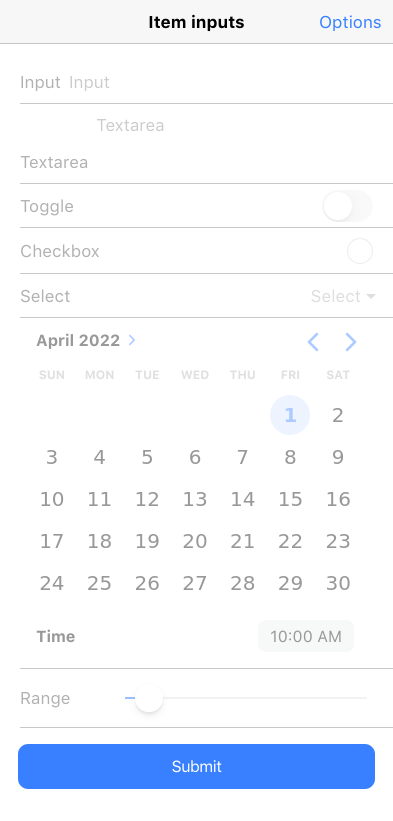 Item inputs Options
Input Input
Textarea
Textarea
Toggle
Checkbox
Select Select
April 2022
SUN MON TUE WED THU FRI SAT
1 2
3 4 5 6 7 8 9
10 11 12 13 14 15 16
17 18 19 20 21 22 23
24 25 26 27 28 29 30
Time 10:00 AM
Range
Submit